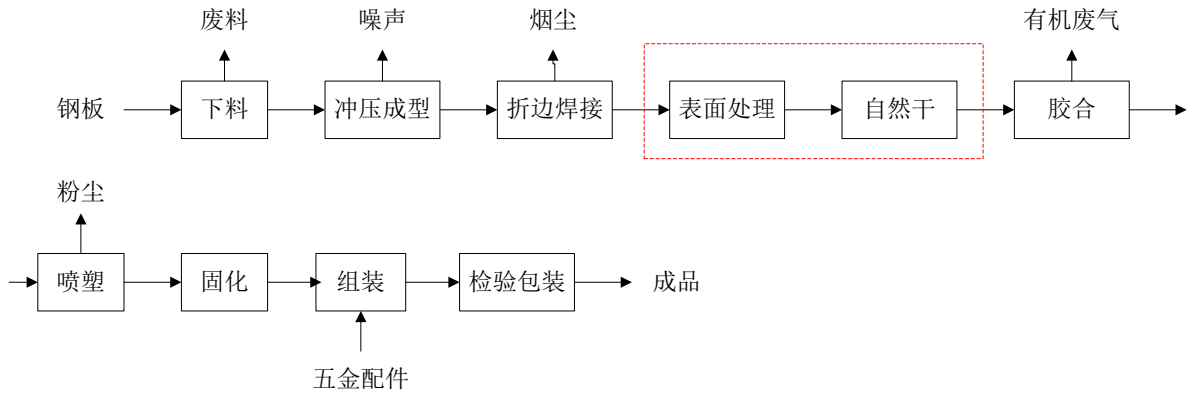 废料 噪声 烟尘 有机废气
钢板 下料 冲压成型 折边焊接 表面处理 自然干 胶合
粉尘
喷塑 固化 组装 检验包装 成品
五金配件